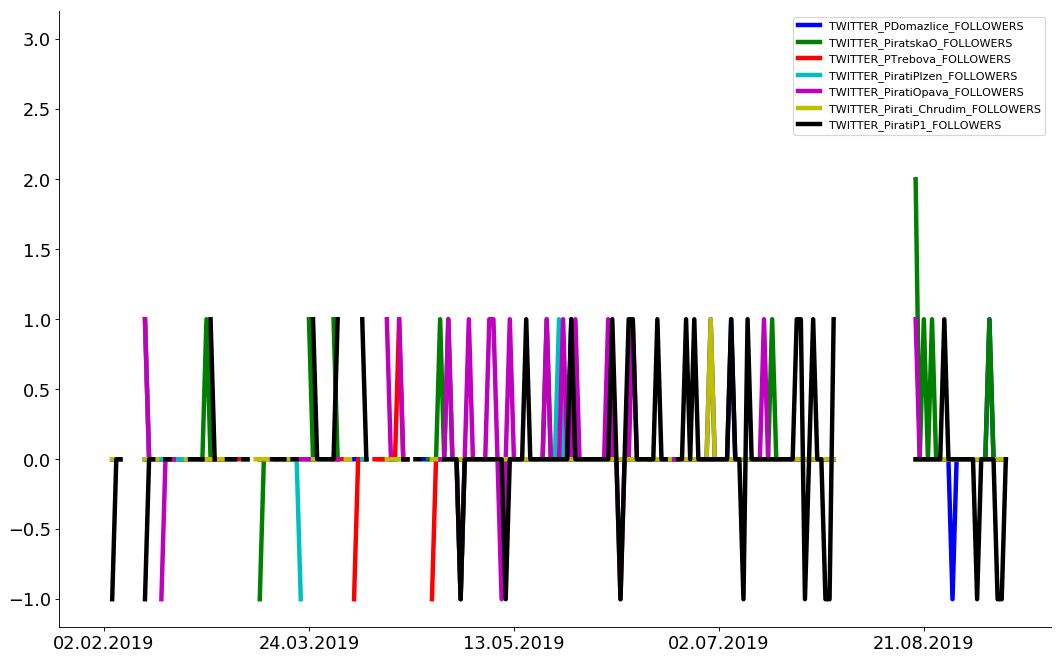 TWITTER_PDomazlice_FOLLOWERS
TWITTER_PiratskaO_FOLLOWERS
TWITTER_PTrebova_FOLLOWERS
TWITTER_PiratiPlzen_FOLLOWERS
TWITTER_PiratiOpava_FOLLOWERS
TWITTER_Pirati_Chrudim_FOLLOWERS
TWITTER_PiratiP1_FOLLOWERS
3.0
2.5
2.0
1.5
1.0
0.5
0.0
−0.5
−1.0
02.02.2019 24.03.2019 13.05.2019 02.07.2019 21.08.2019